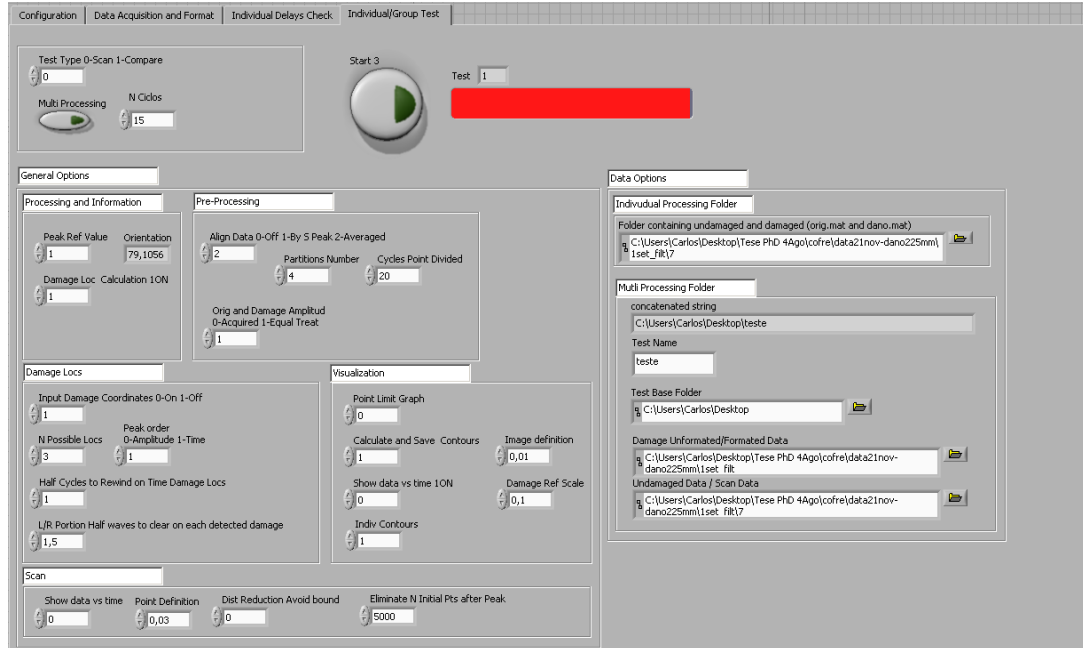 Configuration Data Acquisition and Format Individual Delays Check Individual/Group Test
Test Type 0-Scan 1-Compare
0
Multi Processing N Ciclos
15
Start 3
Test 1
General Options
Processing and Information
Peak Ref Value Orientation
1 79,1056
Damage Loc Calculation 1ON
1
Pre-Processing
Align Data 0-Off 1-By S Peak 2-Averaged
2
Partitions Number Cycles Point Divided
4 20
Orig and Damage Amplitud
0-Acquired 1-Equal Treat
1
Damage Locs
Input Damage Coordinates 0-On 1-Off
1
N Possible Locs
3
Peak order
0-Amplitude 1-Time
1
Half Cycles to Rewind on Time Damage Locs
1
L/R Portion Half waves to clear on each detected damage
1,5
Visualization
Point Limit Graph
0
Calculate and Save Contours Image definition
1 0,01
Show data vs time 1ON Damage Ref Scale
0 0,1
Indiv Contours
1
Scan
Show data vs time Point Definition Dist Reduction Avoid bound Eliminate N Initial Pts after Peak
0 0,03 0 5000
Data Options
Indivudual Processing Folder
Folder containing undamaged and damaged (orig.mat and dano.mat)
C:\Users\Carlos\Desktop\Tese PhD 4Ago\cofre\data21nov-dano225mm\
1set_filt\7
Mutli Processing Folder
concatenated string
C:\Users\Carlos\Desktop\teste
Test Name
teste
Test Base Folder
C:\Users\Carlos\Desktop
Damage Unformated/Formated Data
C:\Users\Carlos\Desktop\Tese PhD 4Ago\cofre\data21nov-
dano225mm\1set filt
Undamaged Data / Scan Data
C:\Users\Carlos\Desktop\Tese PhD 4Ago\cofre\data21nov-
dano225mm\1set filt\7